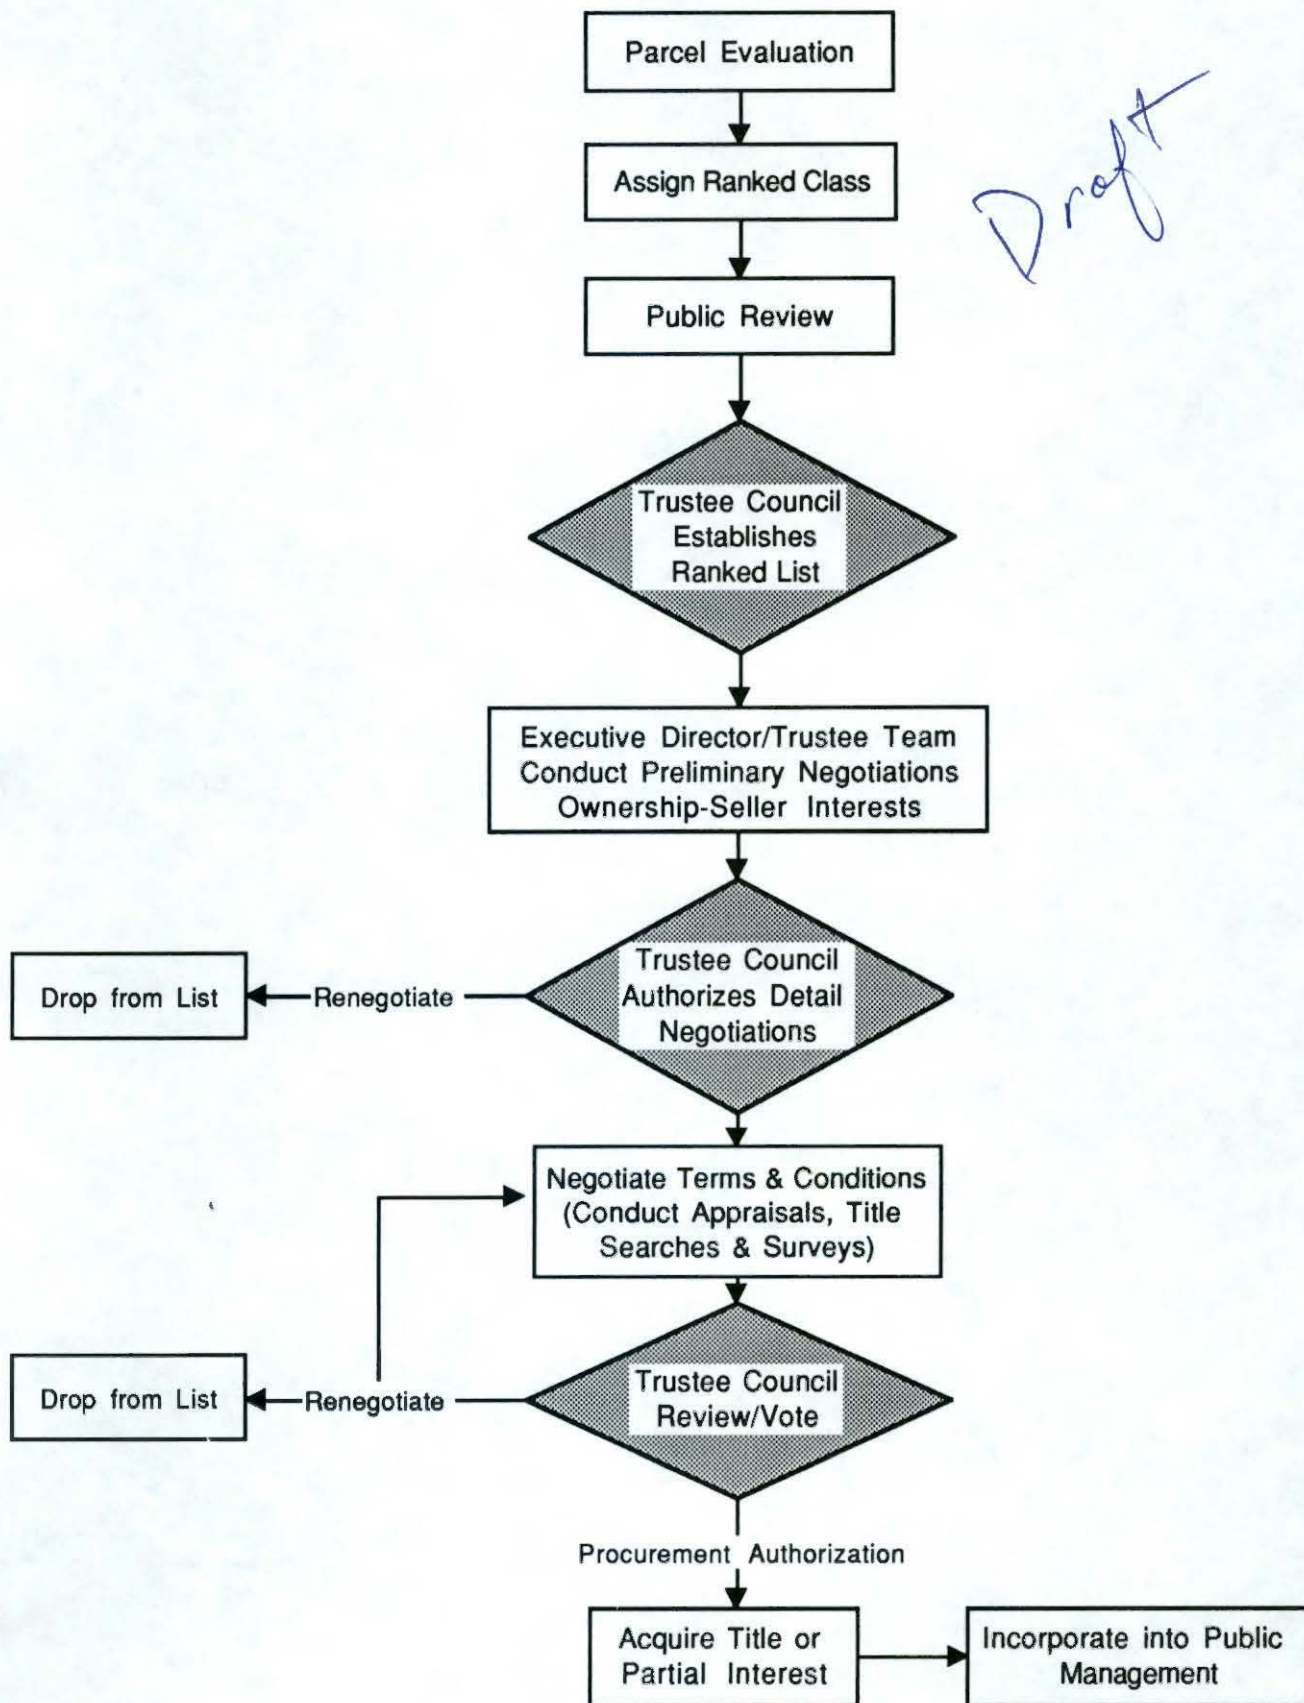 Parcel Evaluation
Draft
Assign Ranked Class
Public Review
Trustee Council
Establishes
Ranked List
Executive Director/Trustee Team
Conduct Preliminary Negotiations
Ownership-Seller Interests
Trustee Council
Authorizes Detail
Negotiations
Renegotiate
Drop from List
Negotiate Terms & Conditions
(Conduct Appraisals, Title
Searches & Surveys)
Trustee Council
Review/Vote
Renegotiate
Drop from List
Procurement Authorization
Acquire Title or
Partial Interest
Incorporate into Public
Management